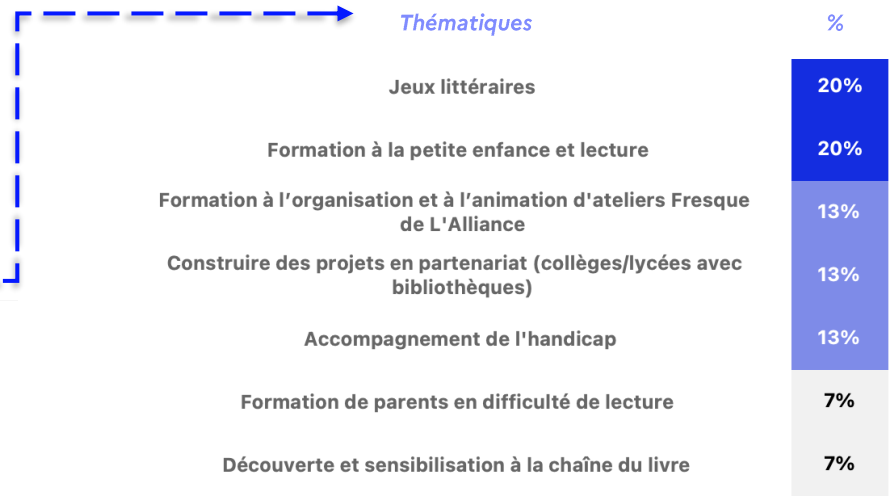 Thématiques %
Jeux littéraires 20%
Formation à la petite enfance et lecture 20%
Formation à l’organisation et à l’animation d'ateliers Fresque
de L'Alliance 13%
Construire des projets en partenariat (collèges/lycées avec
bibliothèques) 13%
Accompagnement de l'handicap 13%
Formation de parents en difficulté de lecture 7%
Découverte et sensibilisation à la chaîne du livre 7%